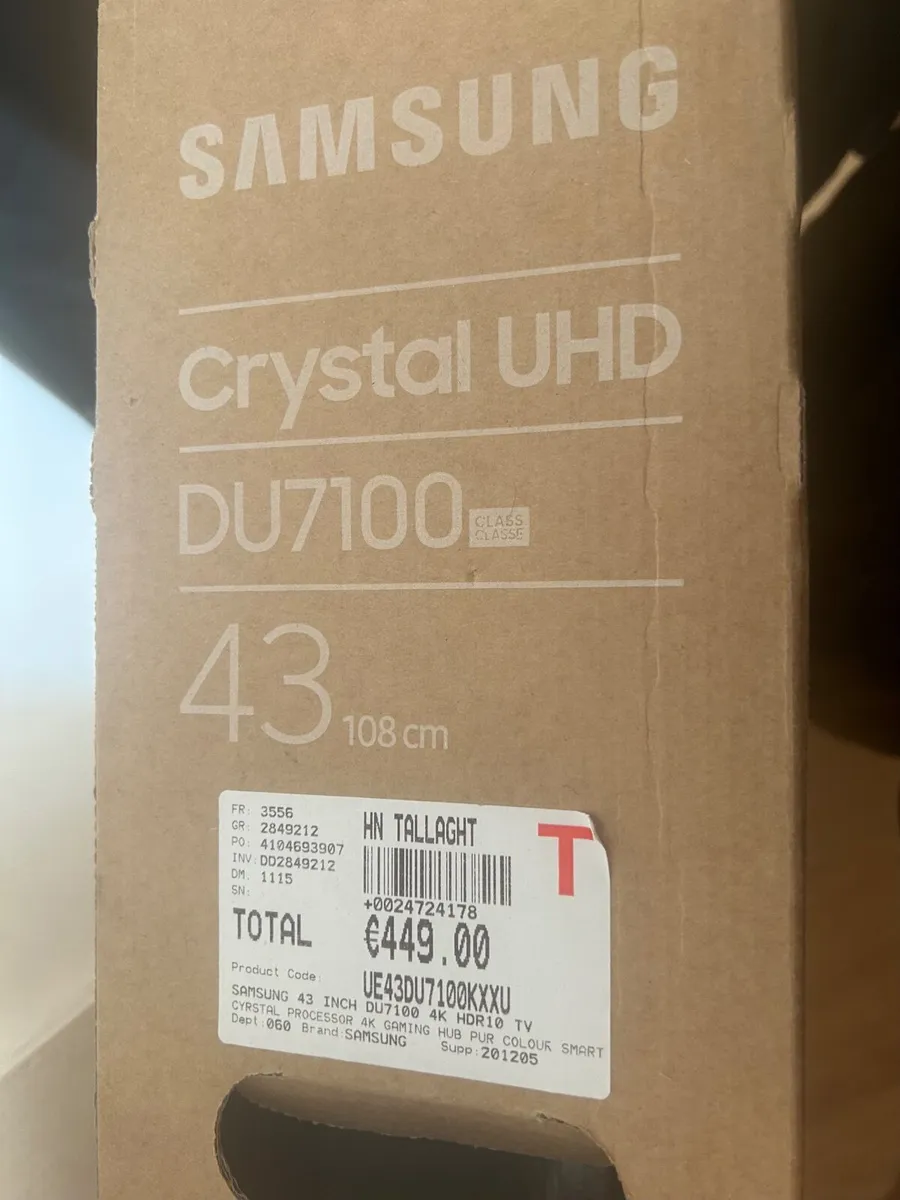 SAMSUNG
Crystal UHD
DU7100 CLASS
CLASSE
43 108 cm
FR: 3556
GR: 2849212
PO: 4104693907
INV: DD2849212
DM. 1115
SN:
HN TALLAGHT
T
+0024724178
TOTAL €449.00
Product Code: UE43DU7100KXXU
SAMSUNG 43 INCH DU7100 4K HDR10 TV
CYRSTAL PROCESSOR 4K GAMING HUB PUR COLOUR SMART
Dept:060 Brand:SAMSUNG Supp:201205